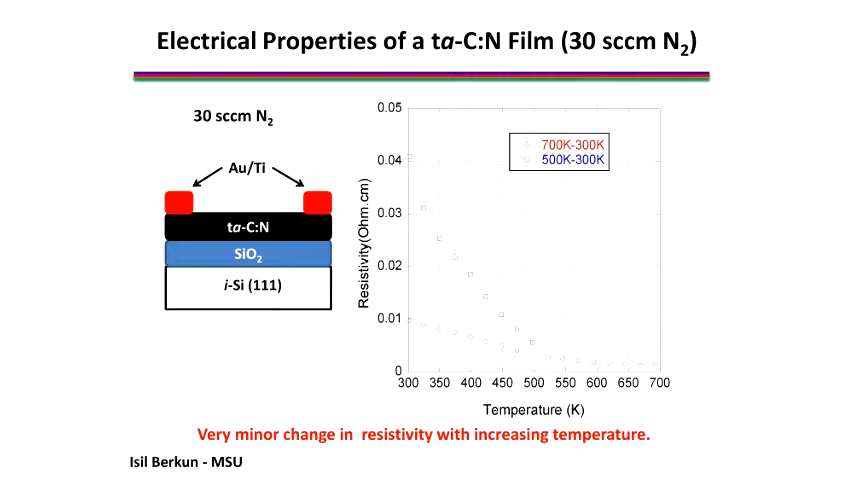 Electrical Properties of a ta-C:N Film (30 sccm N₂)
30 sccm N₂
Au/Ti
ta-C:N
SiO₂
i-Si (111)
Resistivity(Ohm.cm)
0.05
0.04
0.03
0.02
0.01
0
700K-300K
500K-300K
300 350 400 450 500 550 600 650 700
Temperature (K)
Very minor change in resistivity with increasing temperature.
Isil Berkun - MSU